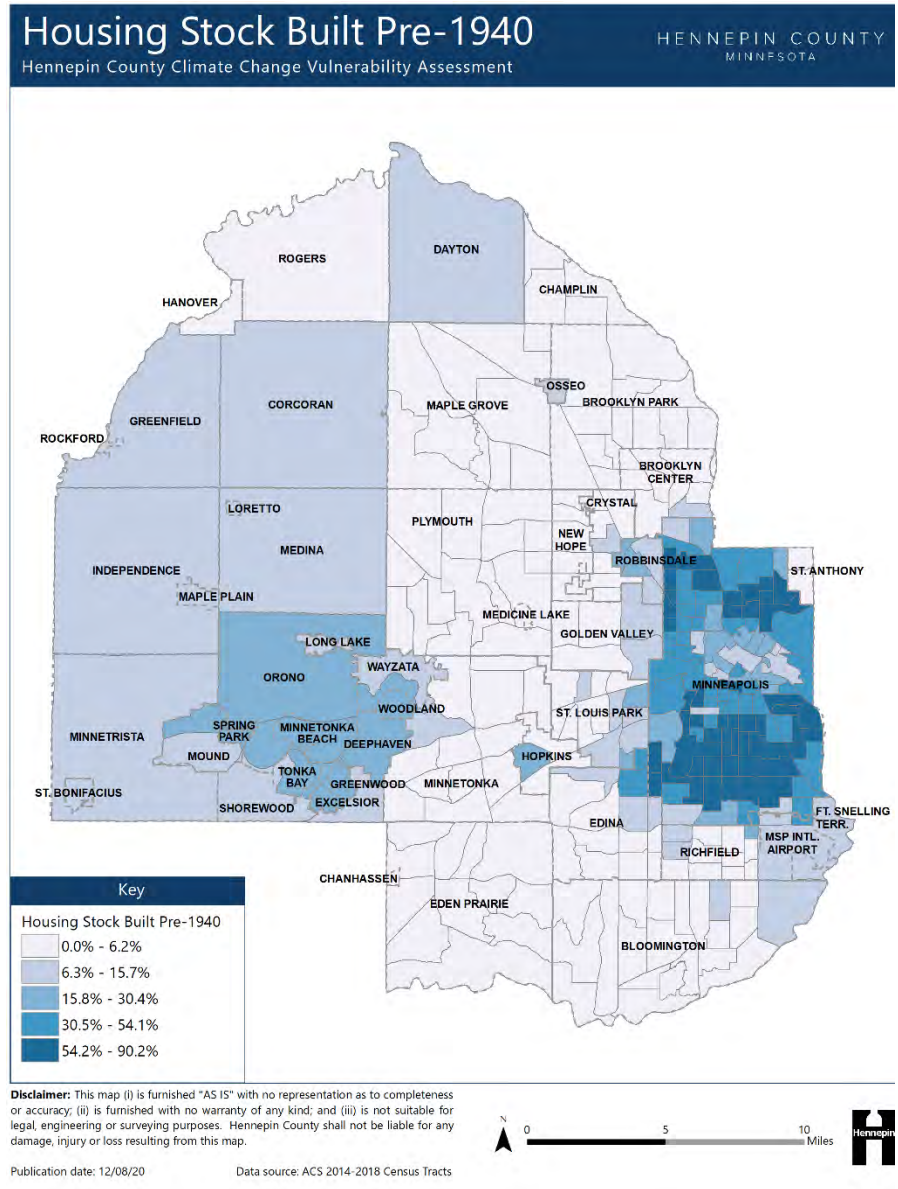 Housing Stock Built Pre-1940
HENNEPIN COUNTY
Hennepin County Climate Change Vulnerability Assessment
MINNESOTA
DAYTON
ROGERS
CHAMPLIN
HANOVER
OSSEO
CORCORAN
MAPLE GROVE
BROOKLYN PARK
GREENFIELD
ROCKFORD
BROOKLYN
CENTER
CRYSTAL
LORETTO
PLYMOUTH
NEW
HOPE
MEDINA
ROBBINSDALE
INDEPENDENCE
ST. ANTHONY
MAPLE PLAIN
MEDICINE LAKE
GOLDEN VALLEY
LONG LAKE
WAYZATA
ORONO
MINNEAPOLIS
WOODLAND
ST. LOUIS PARK
SPRING
PARK
MINNETONKA
BEACH
MINNETRISTA
DEEPHAVEN
MOUND
HOPKINS
TONKA
BAY
GREENWOOD
MINNETONKA
ST. BONIFACIUS
EXCELSIOR
SHOREWOOD
FT. SNELLING
TERR.
EDINA
MSP INTL.
AIRPORT
RICHFIELD
CHANHASSEN
EDEN PRAIRIE
BLOOMINGTON
Key
Housing Stock Built Pre-1940
0.0% - 6.2%
6.3% - 15.7%
15.8% - 30.4%
30.5% - 54.1%
54.2% - 90.2%
Disclaimer: This map (i) is furnished "AS IS" with no representation as to completeness
or accuracy; (ii) is furnished with no warranty of any kind; and (iii) is not suitable for
legal, engineering or surveying purposes. Hennepin County shall not be liable for any
damage, injury or loss resulting from this map.
Publication date: 12/08/20
Data source: ACS 2014-2018 Census Tracts
N
0
5
10
Miles
Hennepin